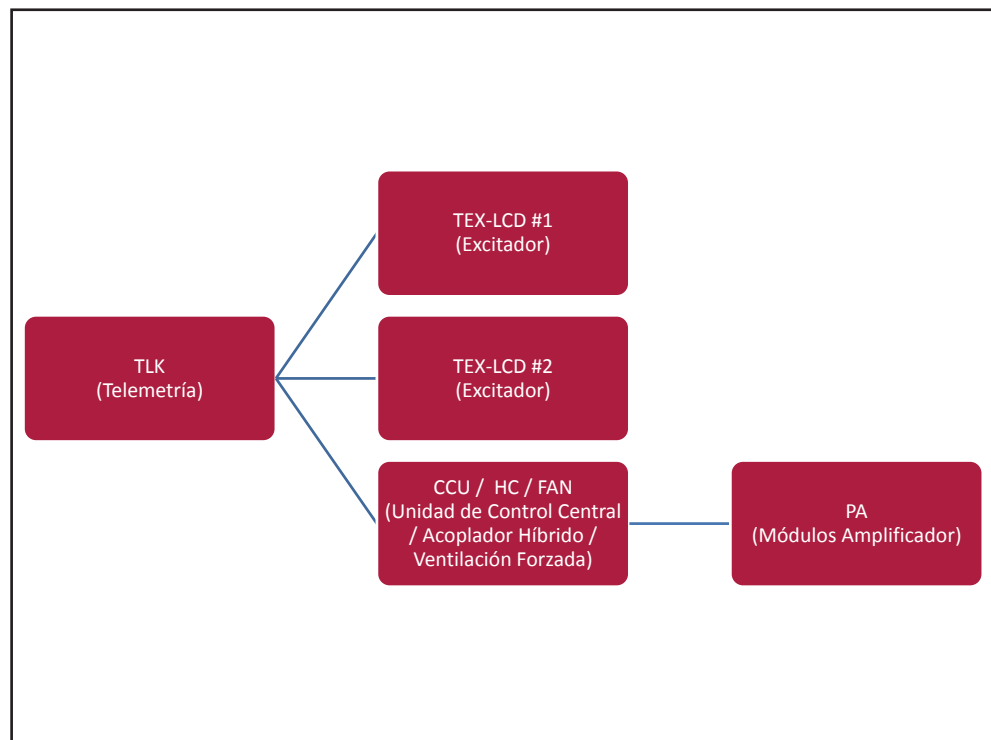 TEX-LCD #1
(Excitador)
TLK
(Telemetría)
TEX-LCD #2
(Excitador)
CCU / HC / FAN
(Unidad de Control Central
/ Acoplador Híbrido /
Ventilación Forzada)
PA
(Módulos Amplificador)